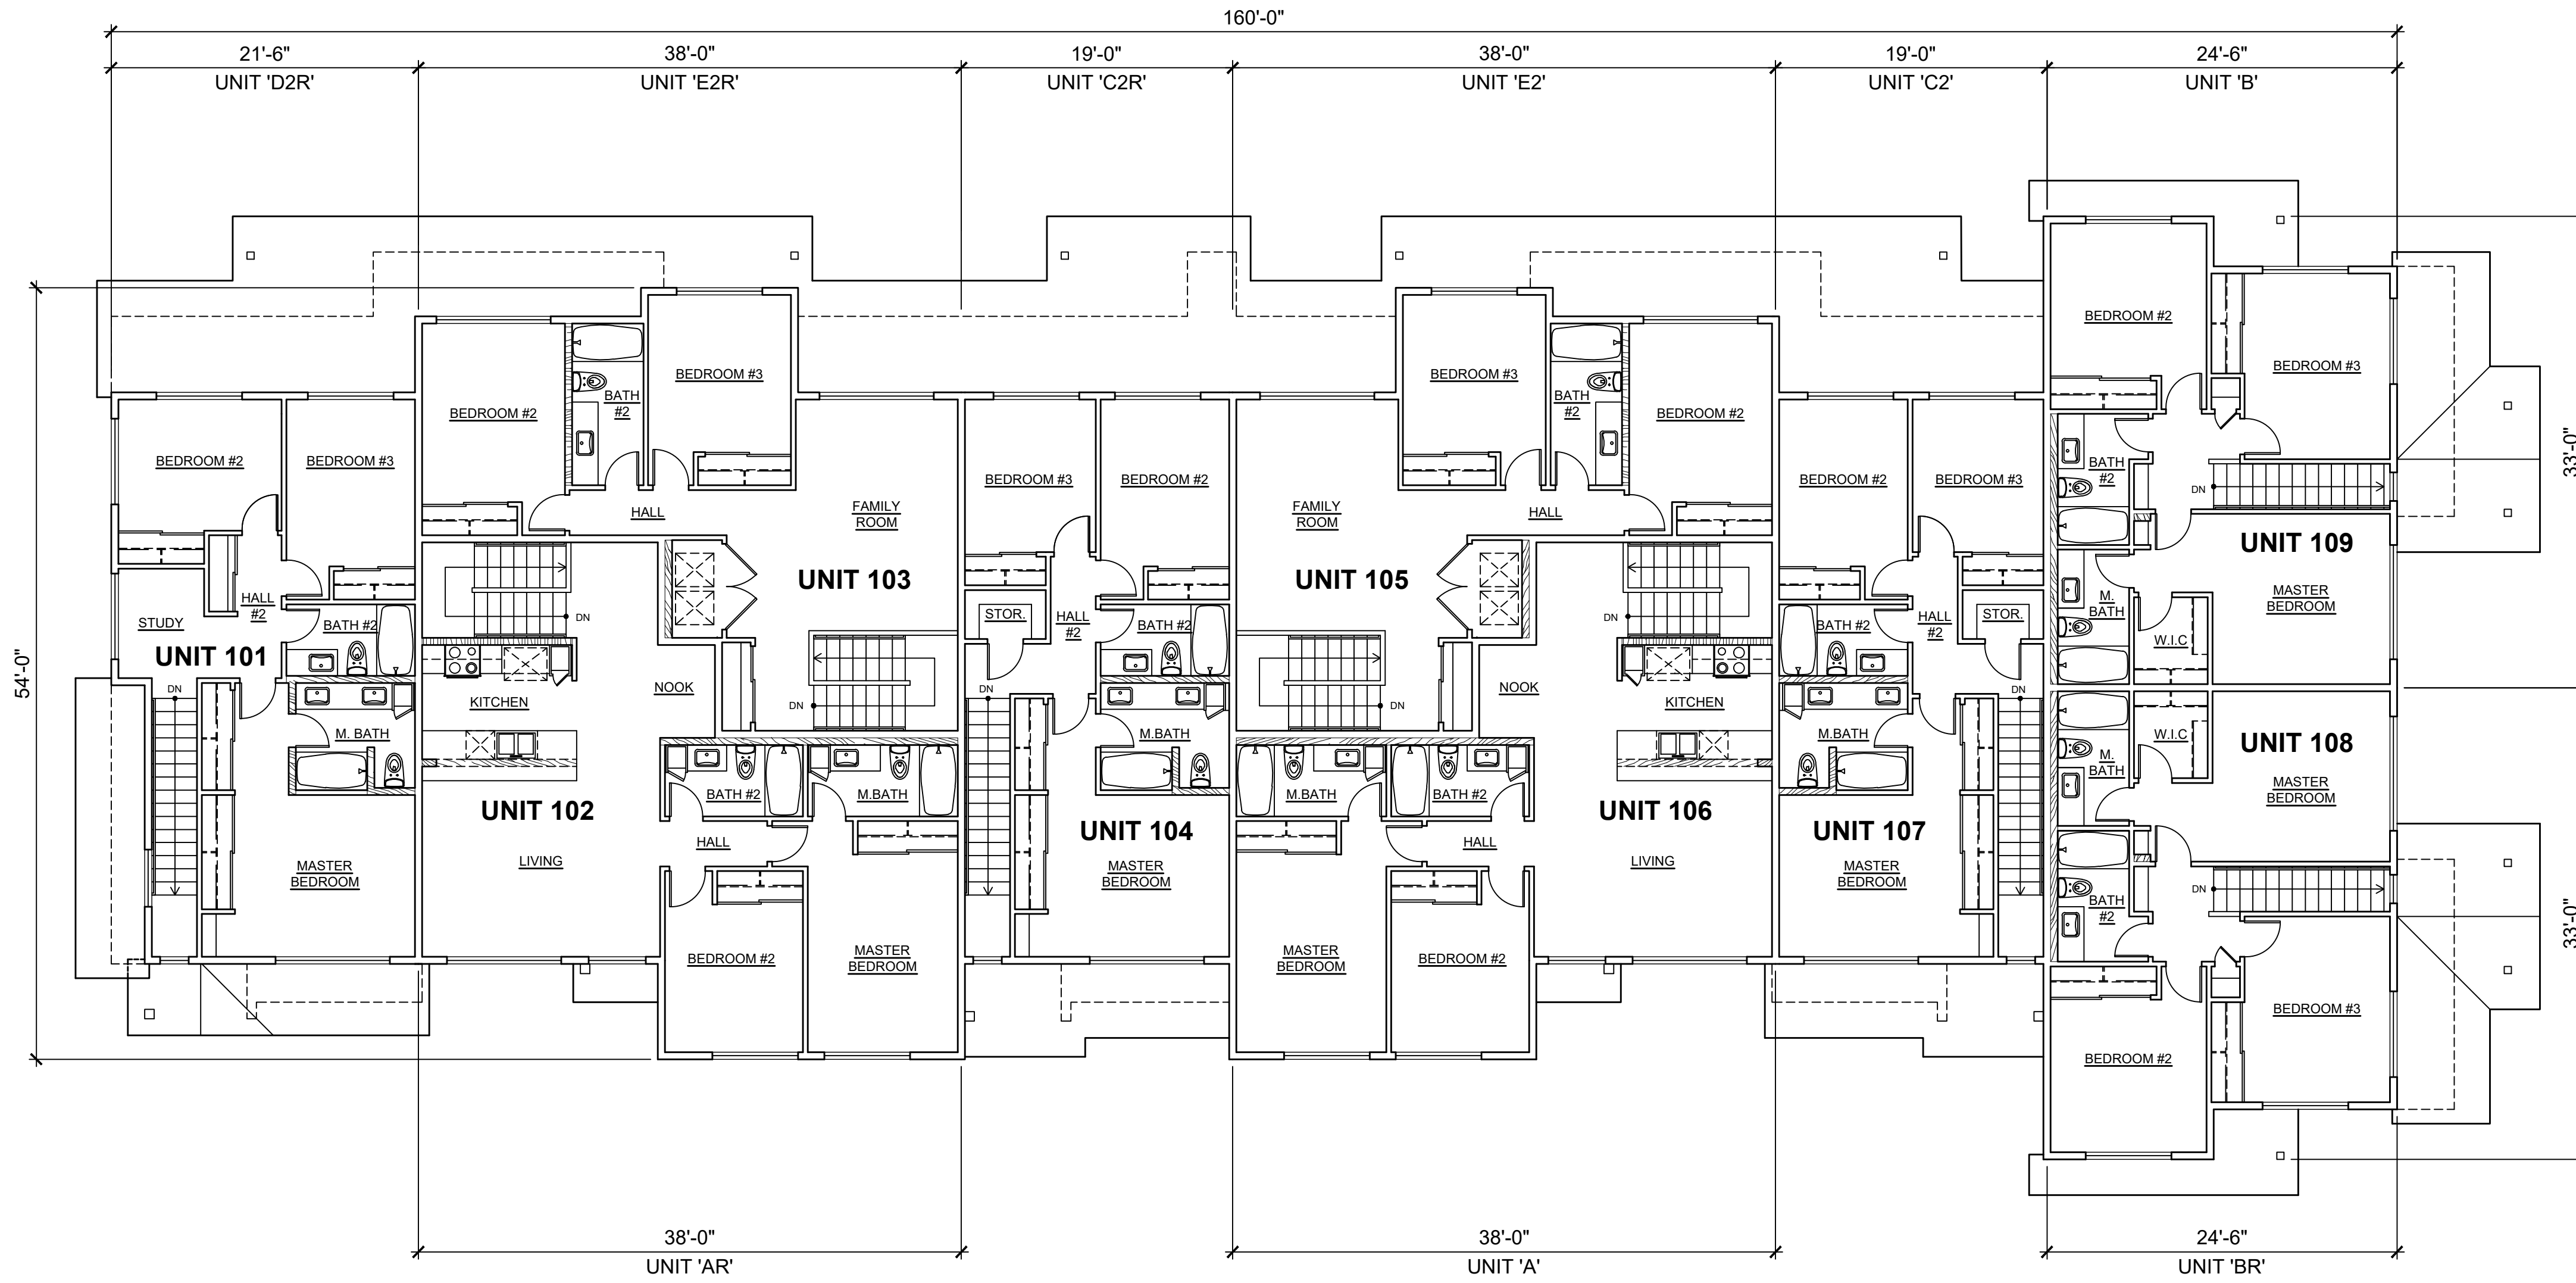 160'-0"
21'-6"
UNIT 'D2R'
38'-0"
UNIT 'E2R'
19'-0"
UNIT 'C2R'
38'-0"
UNIT 'E2'
19'-0"
UNIT 'C2'
24'-6"
UNIT 'B'
54'-0"
33'-0"
33'-0"
BEDROOM #2
BEDROOM #3
HALL
#2
STUDY
BATH #2
UNIT 101
DN
M. BATH
MASTER
BEDROOM
BEDROOM #2
BATH
#2
BEDROOM #3
HALL
FAMILY
ROOM
UNIT 103
DN
DN
KITCHEN
NOOK
UNIT 102
LIVING
BATH #2
M.BATH
HALL
BEDROOM #2
MASTER
BEDROOM
BEDROOM #3
BEDROOM #2
STOR.
HALL
#2
BATH #2
DN
M.BATH
UNIT 104
MASTER
BEDROOM
BEDROOM #3
BATH
#2
BEDROOM #2
FAMILY
ROOM
HALL
UNIT 105
DN
DN
NOOK
KITCHEN
M.BATH
BATH #2
HALL
UNIT 106
LIVING
MASTER
BEDROOM
BEDROOM #2
BEDROOM #2
BEDROOM #3
BATH #2
HALL
#2
STOR.
DN
M.BATH
UNIT 107
MASTER
BEDROOM
BEDROOM #2
BEDROOM #3
BATH
#2
DN
UNIT 109
MASTER
BEDROOM
M.
BATH
W.I.C
W.I.C
M.
BATH
UNIT 108
MASTER
BEDROOM
DN
BATH
#2
BEDROOM #3
BEDROOM #2
38'-0"
UNIT 'AR'
38'-0"
UNIT 'A'
24'-6"
UNIT 'BR'